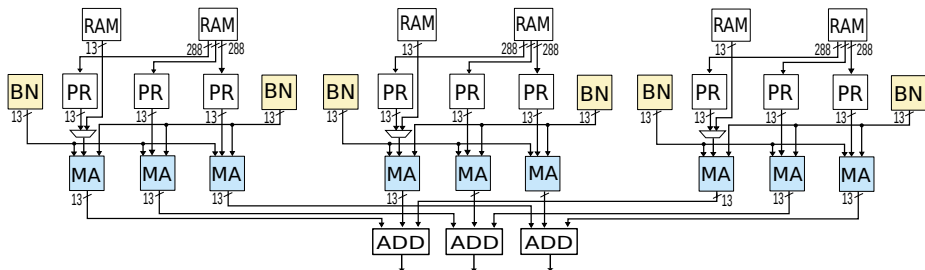 RAM RAM RAM RAM RAM RAM
13 288 288 13 288 288 13 288 288
BN PR PR PR BN BN PR PR PR BN BN PR PR PR BN
13 13 13 13 13 13 13 13 13 13 13 13 13 13 13
MA MA MA MA MA MA MA MA MA
13 13 13 13 13 13 13 13 13
ADD ADD ADD